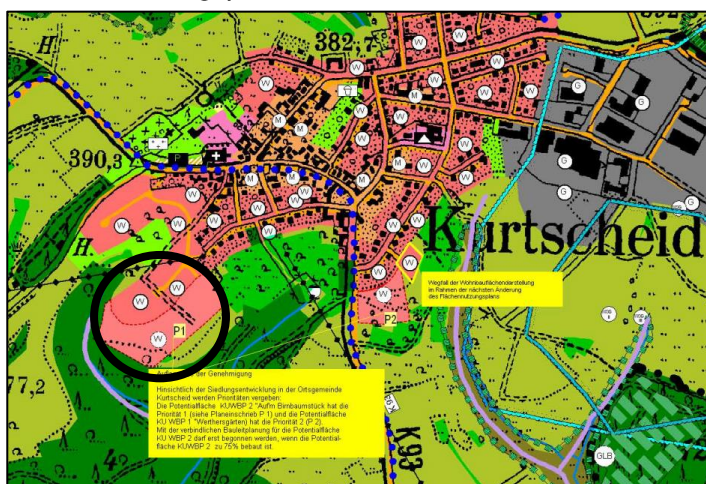 382,7
H.
W
G
M
390,3
Kurtscheid
P1
P2
Wegfall der Wohnbauflächendarstellung
im Rahmen der nächsten Änderung
des Flächennutzungsplans
der Genehmigung
Hinsichtlich der Siedlungsentwicklung in der Ortsgemeinde
Kurtscheid werden Prioritäten vergeben:
Die Potentialfläche KUWBP 2 "Auf'm Birnbaumstück hat die
Priorität 1 (siehe Planeinschrieb P 1) und die Potentialfläche
KU WBP 1 "Werthersgärten) hat die Priorität 2 (P 2).
Mit der verbindlichen Bauleitplanung für die Potentialfläche
KU WBP 2 darf erst begonnen werden, wenn die Potential-
fläche KUWBP 2 zu 75% bebaut ist.
77,2
K93
GLB